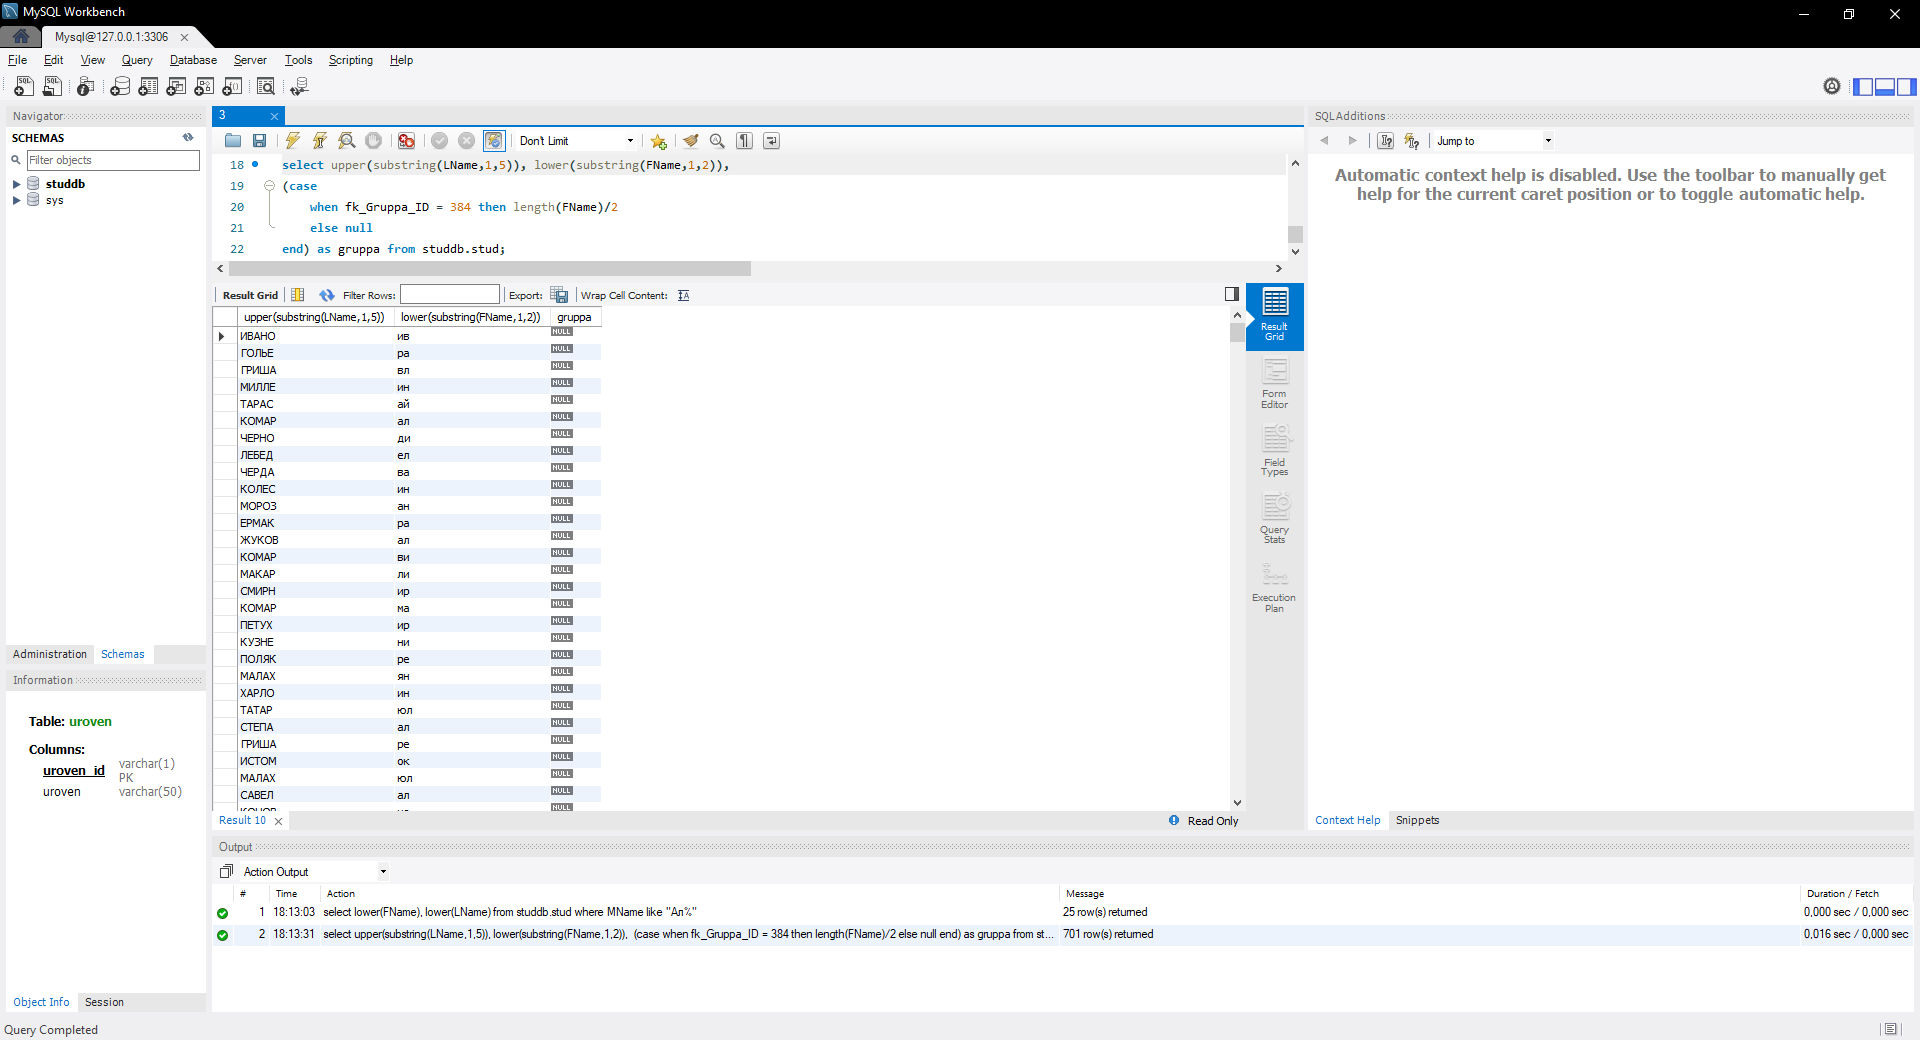 MySQL Workbench
Mysql@127.0.0.1:3306
File Edit View Query Database Server Tools Scripting Help
Navigator
SCHEMAS
Filter objects
studdb
sys
Administration Schemas
Information
Table: uroven
Columns:
uroven_id varchar(1) PK
uroven varchar(50)
Object Info Session
Query Completed
3
Don't Limit
18 select upper(substring(LName,1,5)), lower(substring(FName,1,2)),
19 (case
20 when fk_Gruppa_ID = 384 then length(FName)/2
21 else null
22 end) as gruppa from studdb.stud;
Result Grid Filter Rows: Export: Wrap Cell Content:
upper(substring(LName,1,5)) lower(substring(FName,1,2)) gruppa
ИВАНО ив NULL
ГОЛЬЕ ра NULL
ГРИША вл NULL
МИЛЛЕ ин NULL
ТАРАС ай NULL
КОМАР ал NULL
ЧЕРНО ди NULL
ЛЕБЕД ел NULL
ЧЕРДА ва NULL
КОЛЕС ин NULL
МОРОЗ ан NULL
ЕРМАК ра NULL
ЖУКОВ ал NULL
КОМАР ви NULL
МАКАР ли NULL
СМИРН ир NULL
КОМАР ма NULL
ПЕТУХ ир NULL
КУЗНЕ ни NULL
ПОЛЯК ре NULL
МАЛАХ ян NULL
ХАРЛО ин NULL
ТАТАР юл NULL
СТЕПА ал NULL
ГРИША ре NULL
ИСТОМ ок NULL
МАЛАХ юл NULL
САВЕЛ ал NULL
NULL
Result Grid
Form Editor
Field Types
Query Stats
Execution Plan
Result 10
Read Only
SQLAdditions
Jump to
Automatic context help is disabled. Use the toolbar to manually get
help for the current caret position or to toggle automatic help.
Context Help Snippets
Output
Action Output
# Time Action Message Duration / Fetch
1 18:13:03 select lower(FName), lower(LName) from studdb.stud where MName like "Ал%" 25 row(s) returned 0,000 sec / 0,000 sec
2 18:13:31 select upper(substring(LName,1,5)), lower(substring(FName,1,2)), (case when fk_Gruppa_ID = 384 then length(FName)/2 else null end) as gruppa from st... 701 row(s) returned 0,016 sec / 0,000 sec